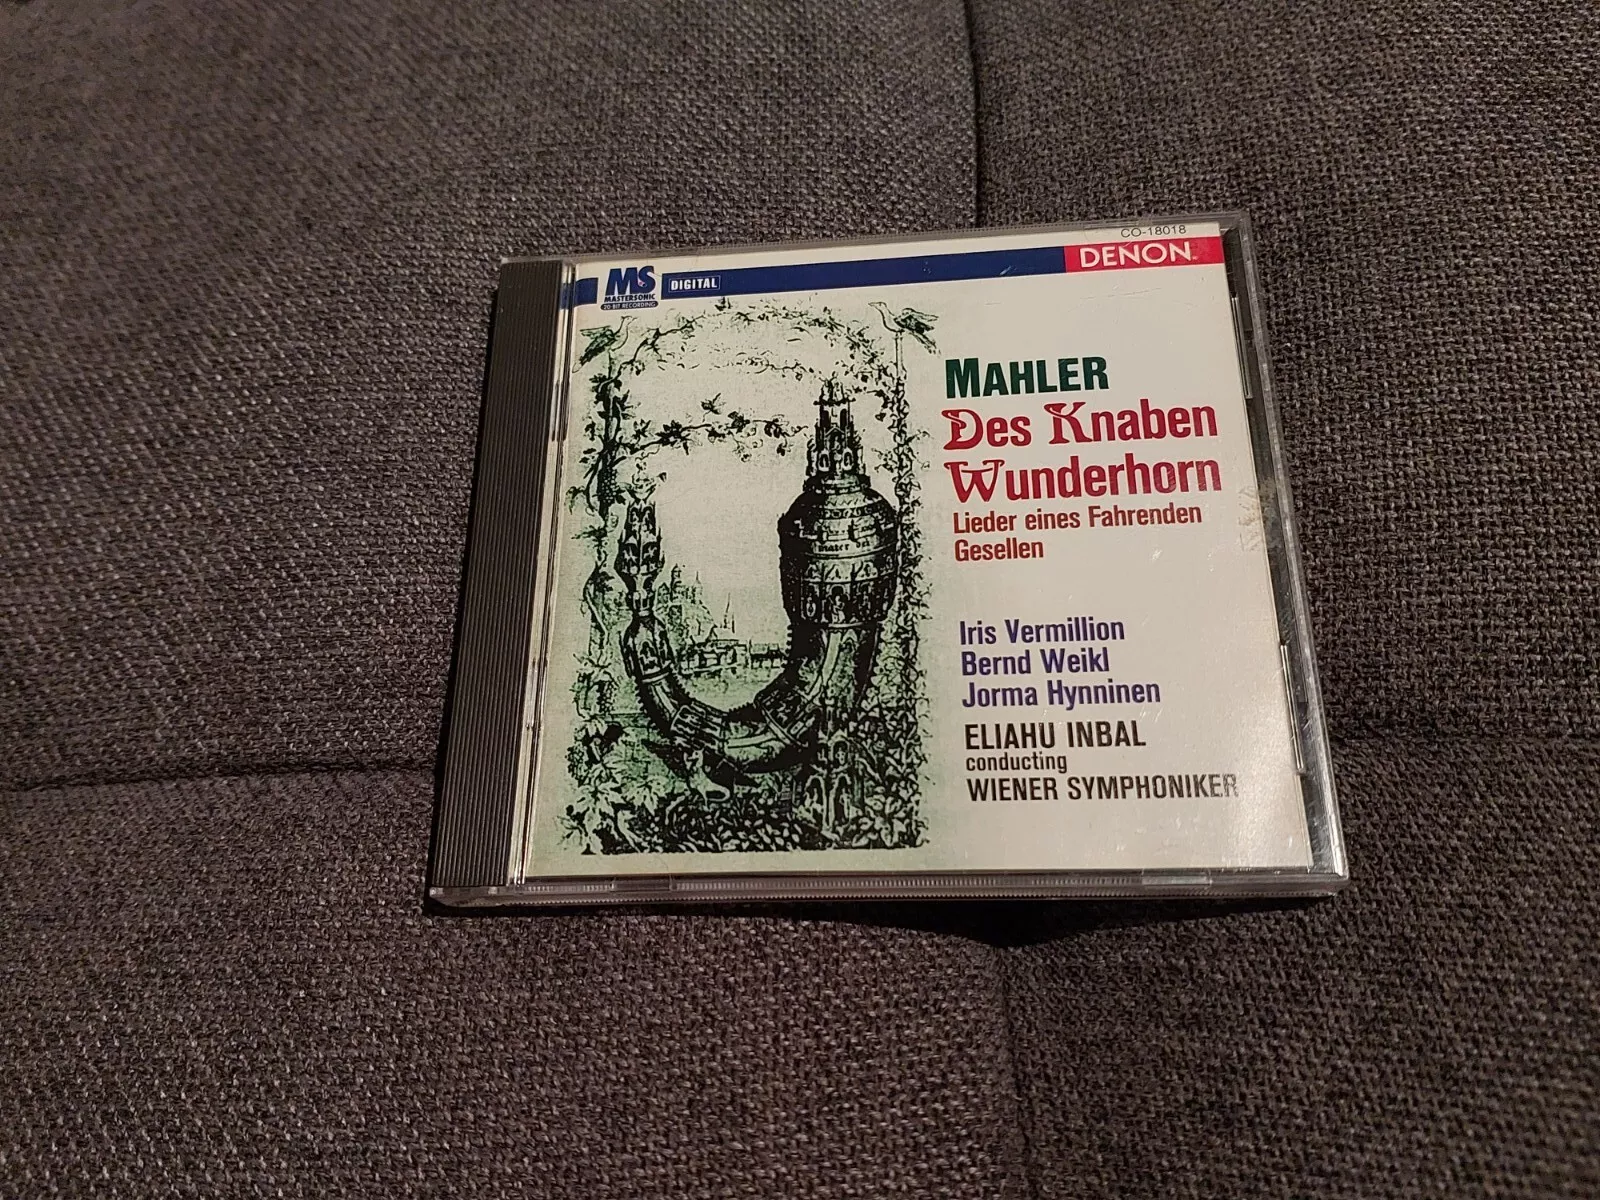 CO-18018
DENON
MS
MASTERSONIC
20 BIT RECORDING
DIGITAL
MAHLER
Des Knaben
Wunderhorn
Lieder eines Fahrenden
Gesellen
Iris Vermillion
Bernd Weikl
Jorma Hynninen
ELIAHU INBAL
conducting
WIENER SYMPHONIKER